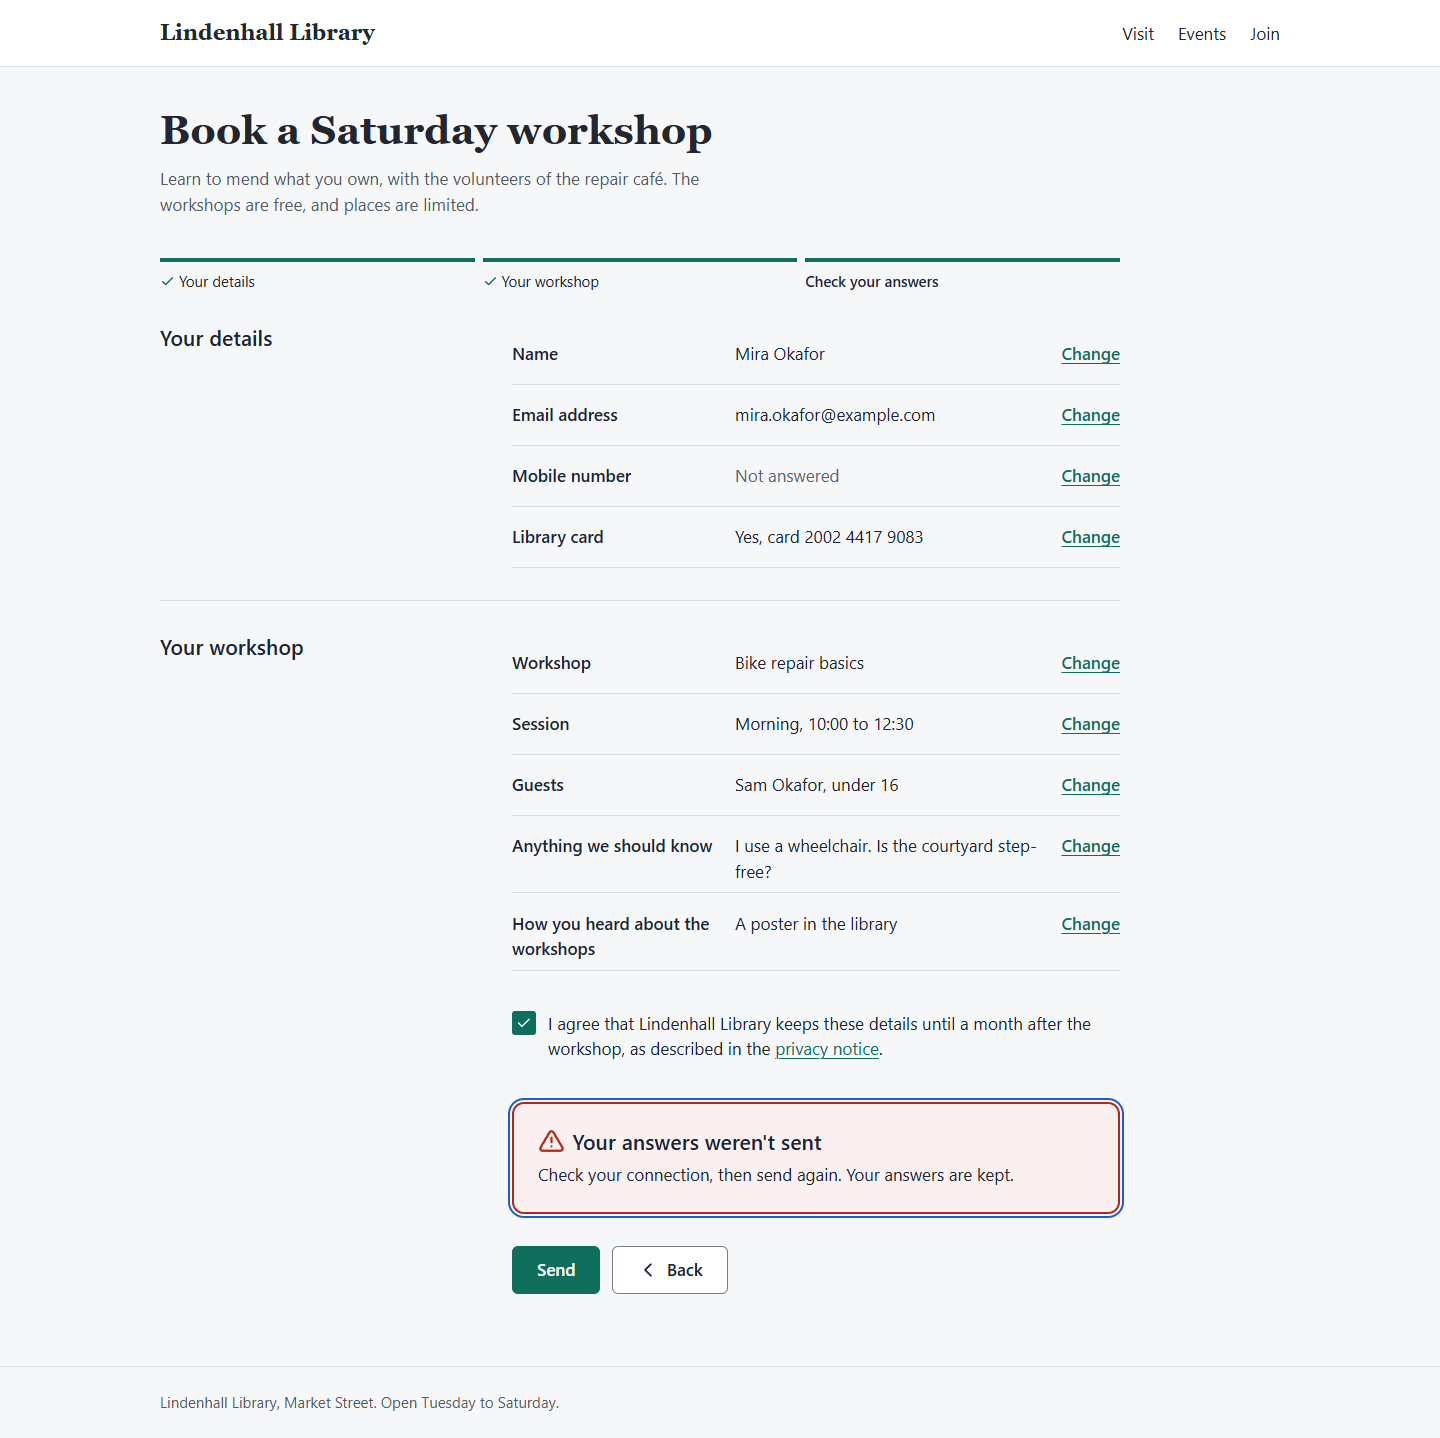 Lindenhall Library
Visit Events Join
Book a Saturday workshop
Learn to mend what you own, with the volunteers of the repair café. The
workshops are free, and places are limited.
Your details
Your workshop
Check your answers
Your details
Name Mira Okafor Change
Email address mira.okafor@example.com Change
Mobile number Not answered Change
Library card Yes, card 2002 4417 9083 Change
Your workshop
Workshop Bike repair basics Change
Session Morning, 10:00 to 12:30 Change
Guests Sam Okafor, under 16 Change
Anything we should know I use a wheelchair. Is the courtyard step- Change
free?
How you heard about the A poster in the library Change
workshops
I agree that Lindenhall Library keeps these details until a month after the
workshop, as described in the privacy notice.
Your answers weren't sent
Check your connection, then send again. Your answers are kept.
Send Back
Lindenhall Library, Market Street. Open Tuesday to Saturday.